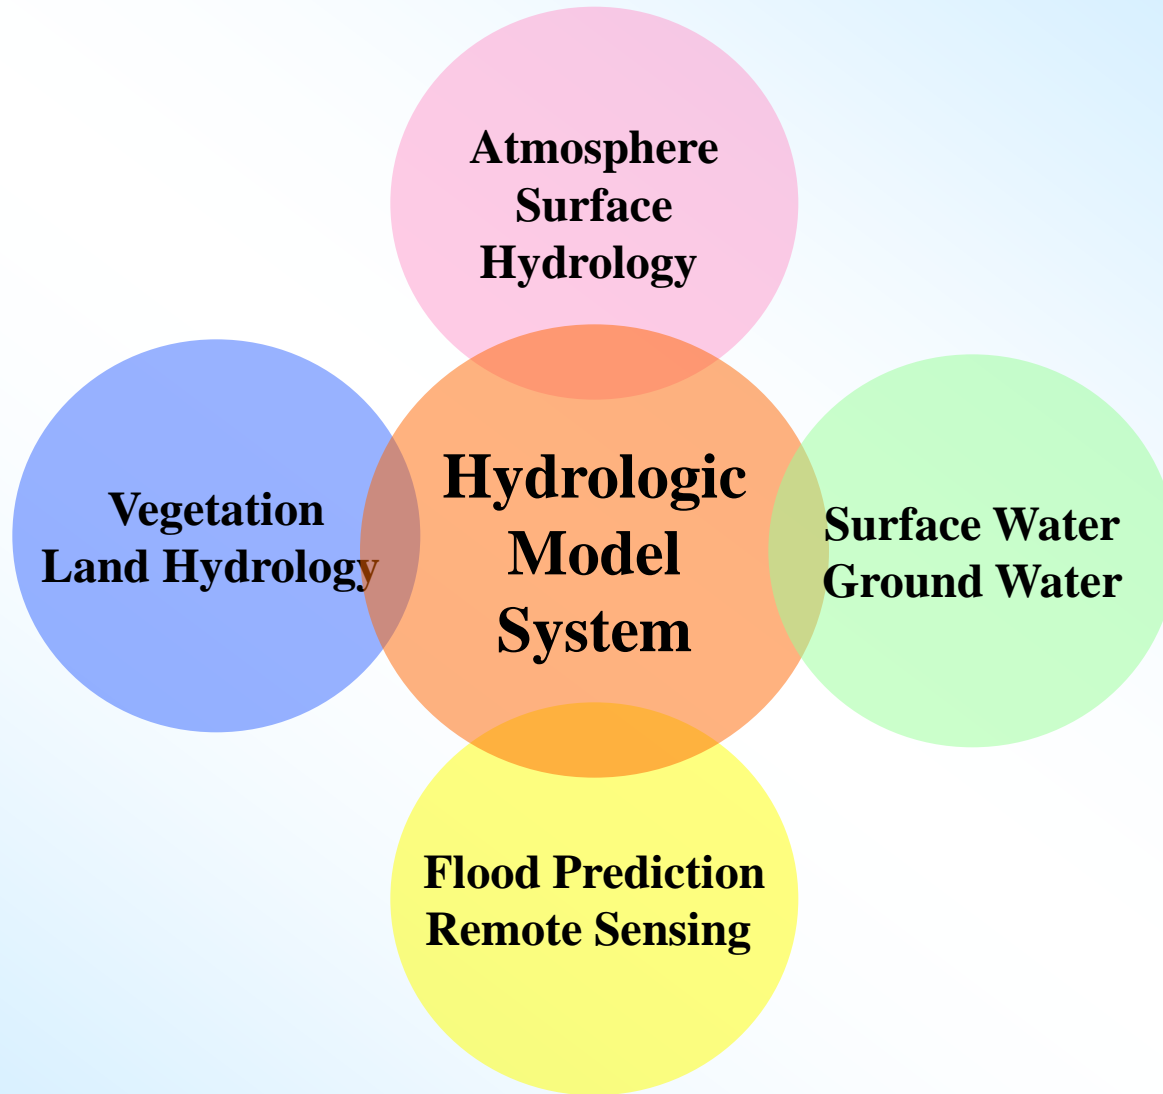 Atmosphere
Surface
Hydrology
Vegetation
Land Hydrology
Hydrologic
Model
System
Surface Water
Ground Water
Flood Prediction
Remote Sensing